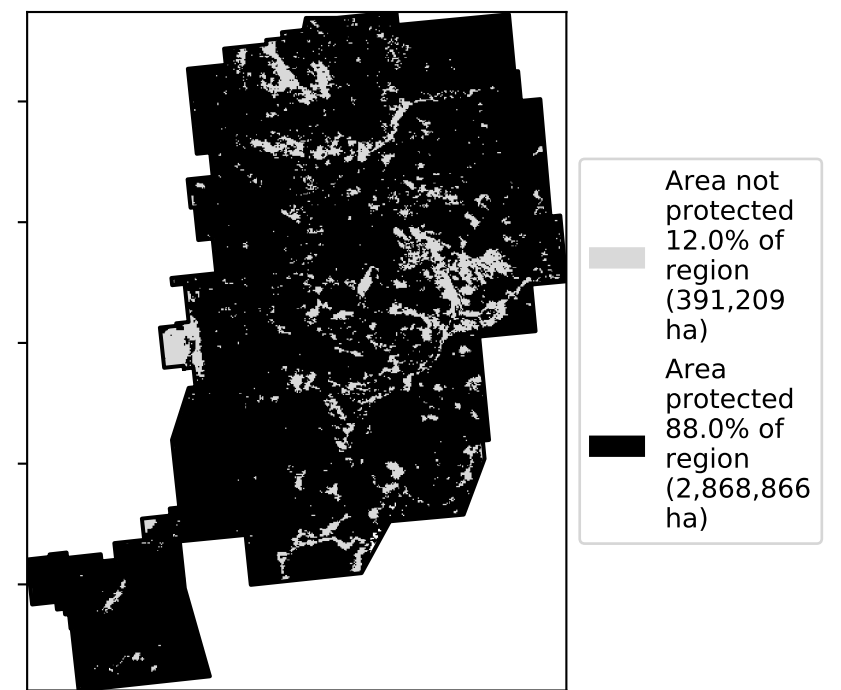 Area not
protected
12.0% of
region
(391,209
ha)
Area
protected
88.0% of
region
(2,868,866
ha)